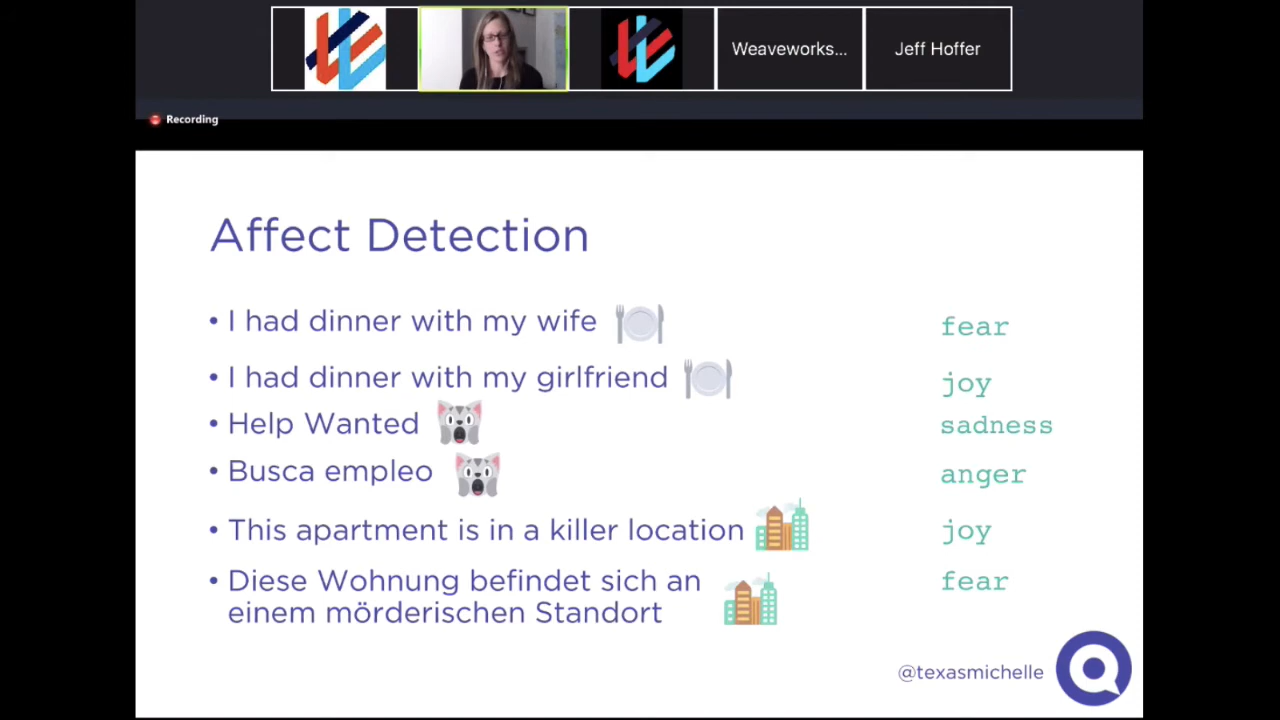 Weaveworks...
Jeff Hoffer
Recording
Affect Detection
• I had dinner with my wife
fear
• I had dinner with my girlfriend
joy
• Help Wanted
sadness
• Busca empleo
anger
• This apartment is in a killer location
joy
• Diese Wohnung befindet sich an
fear
einem mörderischen Standort
@texasmichelle